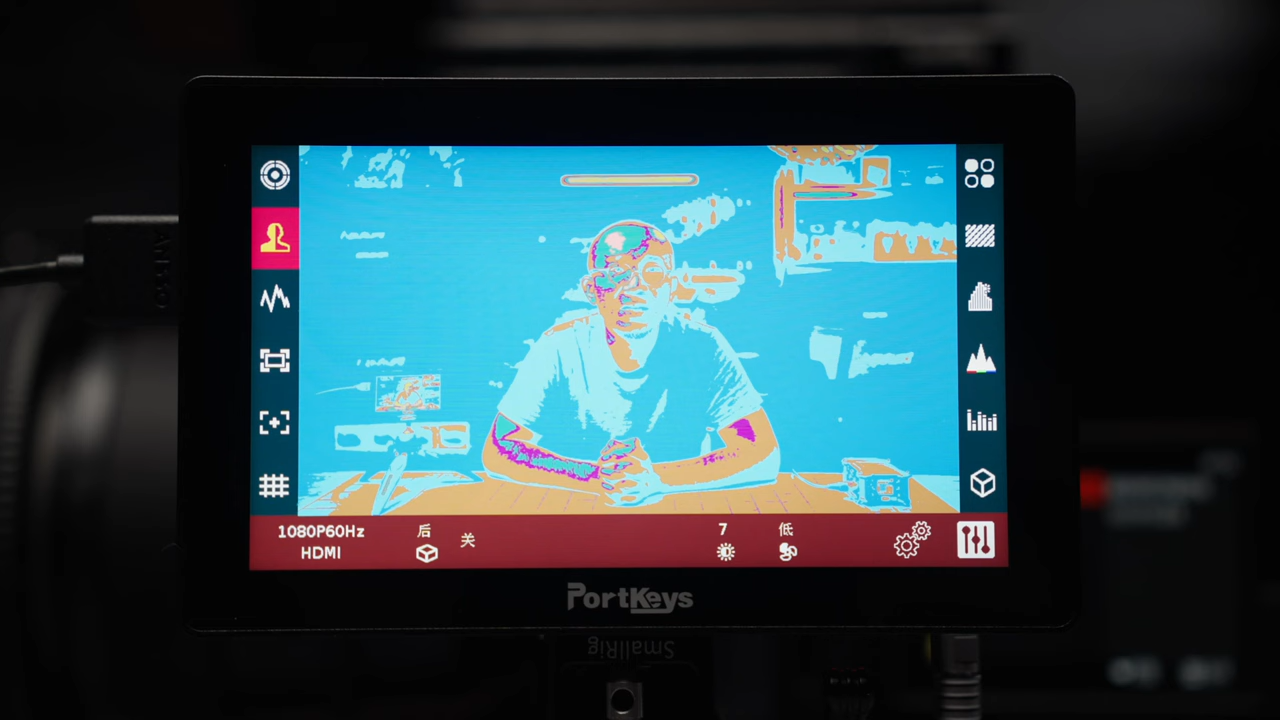 1080P60Hz
HDMI
后
关
7
低
PortKeys
SmallRig